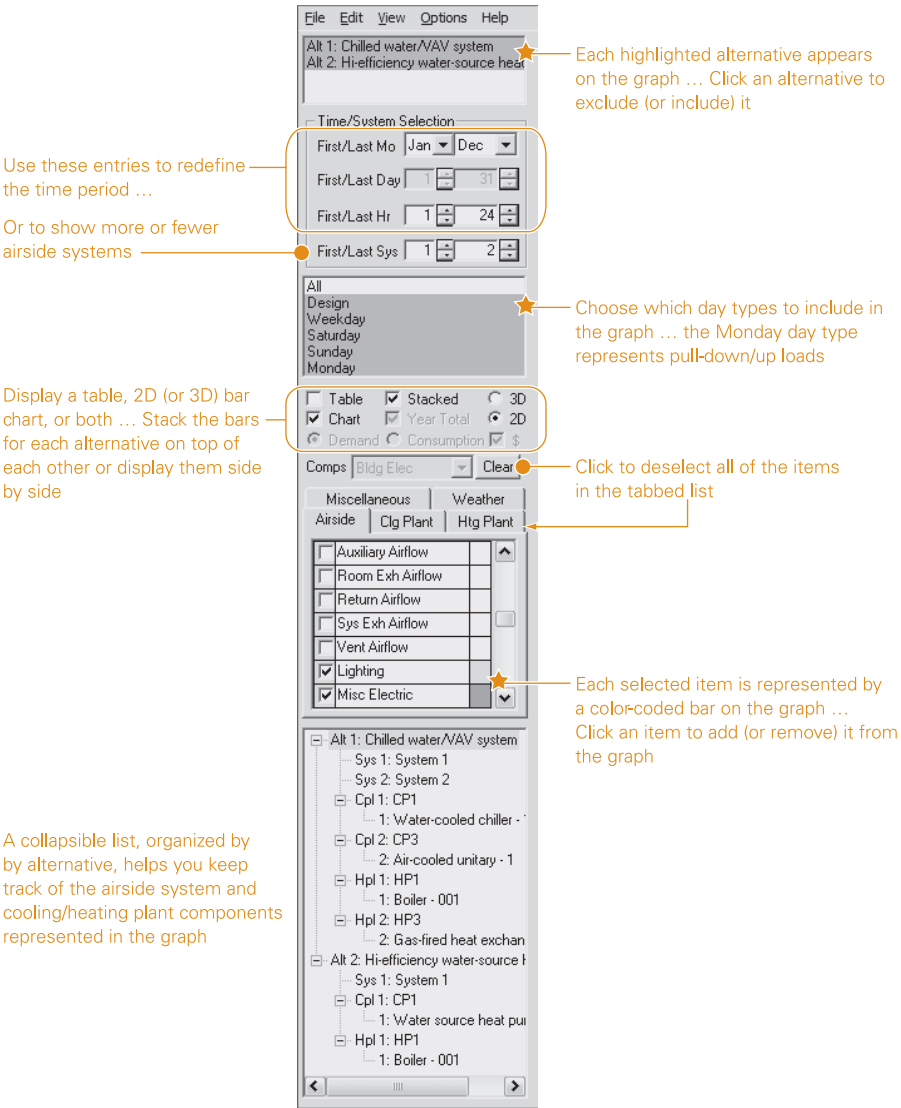 File Edit View Options Help
Alt 1: Chilled water/VAV system
Alt 2: Hi-efficiency water-source head
Each highlighted alternative appears
on the graph … Click an alternative to
exclude (or include) it
Time/System Selection
First/Last Mo Jan Dec
First/Last Day 1 31
First/Last Hr 1 24
First/Last Sys 1 2
Use these entries to redefine
the time period …
Or to show more or fewer
airside systems
All
Design
Weekday
Saturday
Sunday
Monday
Choose which day types to include in
the graph … the Monday day type
represents pull-down/up loads
Table Stacked 3D
Chart Year Total 2D
Demand Consumption $
Display a table, 2D (or 3D) bar
chart, or both … Stack the bars
for each alternative on top of
each other or display them side
by side
Comps Bldg Elec Clear
Click to deselect all of the items
in the tabbed list
Miscellaneous Weather
Airside Clg Plant Htg Plant
Auxiliary Airflow
Room Exh Airflow
Return Airflow
Sys Exh Airflow
Vent Airflow
Lighting
Misc Electric
Each selected item is represented by
a color-coded bar on the graph …
Click an item to add (or remove) it from
the graph
Alt 1: Chilled water/VAV system
Sys 1: System 1
Sys 2: System 2
Cpl 1: CP1
1: Water-cooled chiller -
Cpl 2: CP3
2: Air-cooled unitary - 1
Hpl 1: HP1
1: Boiler - 001
Hpl 2: HP3
2: Gas-fired heat exchan
Alt 2: Hi-efficiency water-source
Sys 1: System 1
Cpl 1: CP1
1: Water source heat pu
Hpl 1: HP1
1: Boiler - 001
A collapsible list, organized by
by alternative, helps you keep
track of the airside system and
cooling/heating plant components
represented in the graph